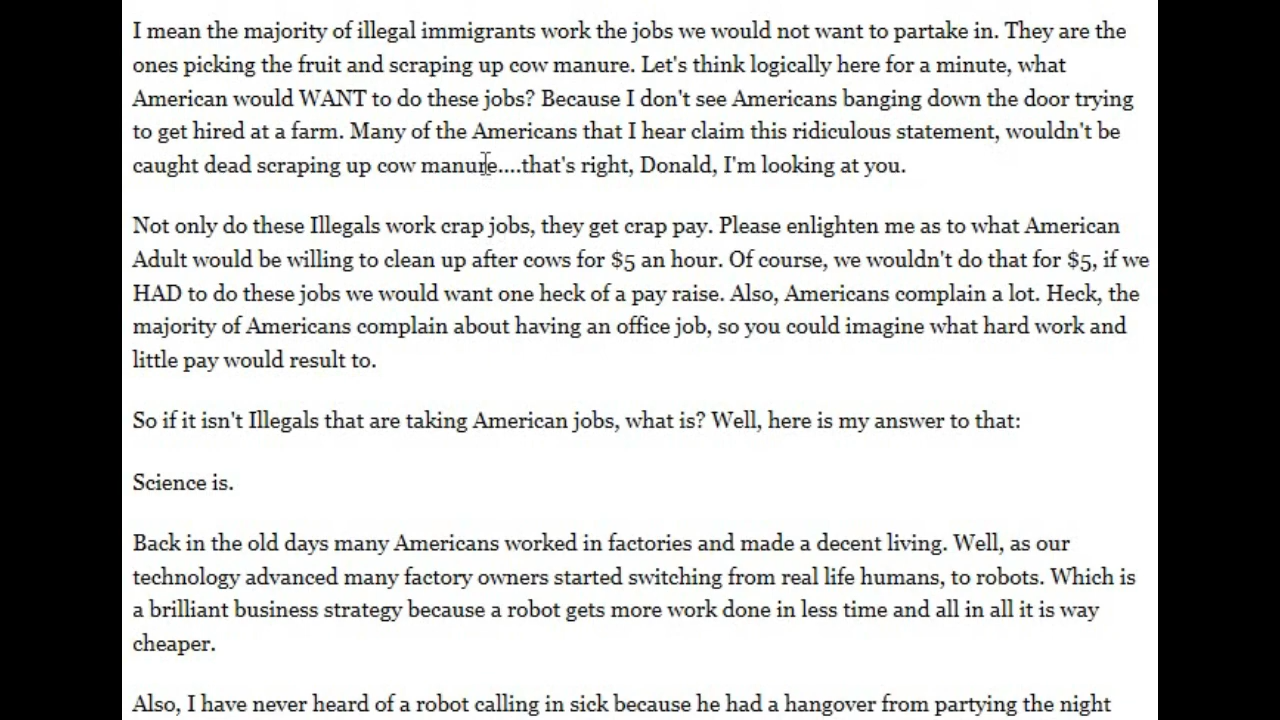 I mean the majority of illegal immigrants work the jobs we would not want to partake in. They are the
ones picking the fruit and scraping up cow manure. Let's think logically here for a minute, what
American would WANT to do these jobs? Because I don't see Americans banging down the door trying
to get hired at a farm. Many of the Americans that I hear claim this ridiculous statement, wouldn't be
caught dead scraping up cow manure....that's right, Donald, I'm looking at you.
Not only do these Illegals work crap jobs, they get crap pay. Please enlighten me as to what American
Adult would be willing to clean up after cows for $5 an hour. Of course, we wouldn't do that for $5, if we
HAD to do these jobs we would want one heck of a pay raise. Also, Americans complain a lot. Heck, the
majority of Americans complain about having an office job, so you could imagine what hard work and
little pay would result to.
So if it isn't Illegals that are taking American jobs, what is? Well, here is my answer to that:
Science is.
Back in the old days many Americans worked in factories and made a decent living. Well, as our
technology advanced many factory owners started switching from real life humans, to robots. Which is
a brilliant business strategy because a robot gets more work done in less time and all in all it is way
cheaper.
Also, I have never heard of a robot calling in sick because he had a hangover from partying the night